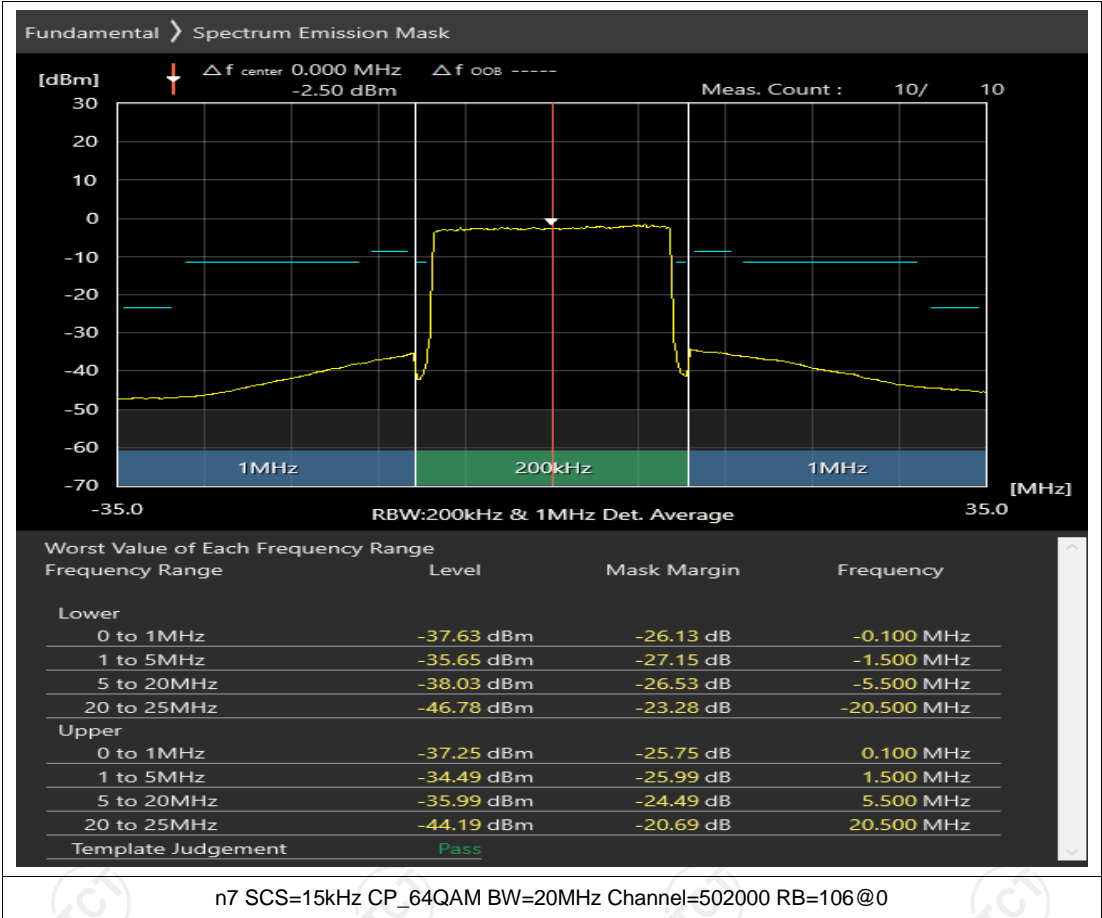 Fundamental 》 Spectrum Emission Mask
[dBm] △f center 0.000 MHz △f OOB -----
-2.50 dBm Meas. Count : 10/ 10
30
20
10
0
-10
-20
-30
-40
-50
-60
1MHz 200kHz 1MHz
-70 [MHz]
-35.0 RBW:200kHz & 1MHz Det. Average 35.0
Worst Value of Each Frequency Range
Frequency Range Level Mask Margin Frequency
Lower
0 to 1MHz -37.63 dBm -26.13 dB -0.100 MHz
1 to 5MHz -35.65 dBm -27.15 dB -1.500 MHz
5 to 20MHz -38.03 dBm -26.53 dB -5.500 MHz
20 to 25MHz -46.78 dBm -23.28 dB -20.500 MHz
Upper
0 to 1MHz -37.25 dBm -25.75 dB 0.100 MHz
1 to 5MHz -34.49 dBm -25.99 dB 1.500 MHz
5 to 20MHz -35.99 dBm -24.49 dB 5.500 MHz
20 to 25MHz -44.19 dBm -20.69 dB 20.500 MHz
Template Judgement Pass
n7 SCS=15kHz CP_64QAM BW=20MHz Channel=502000 RB=106@0
TCT TCT TCT TCT